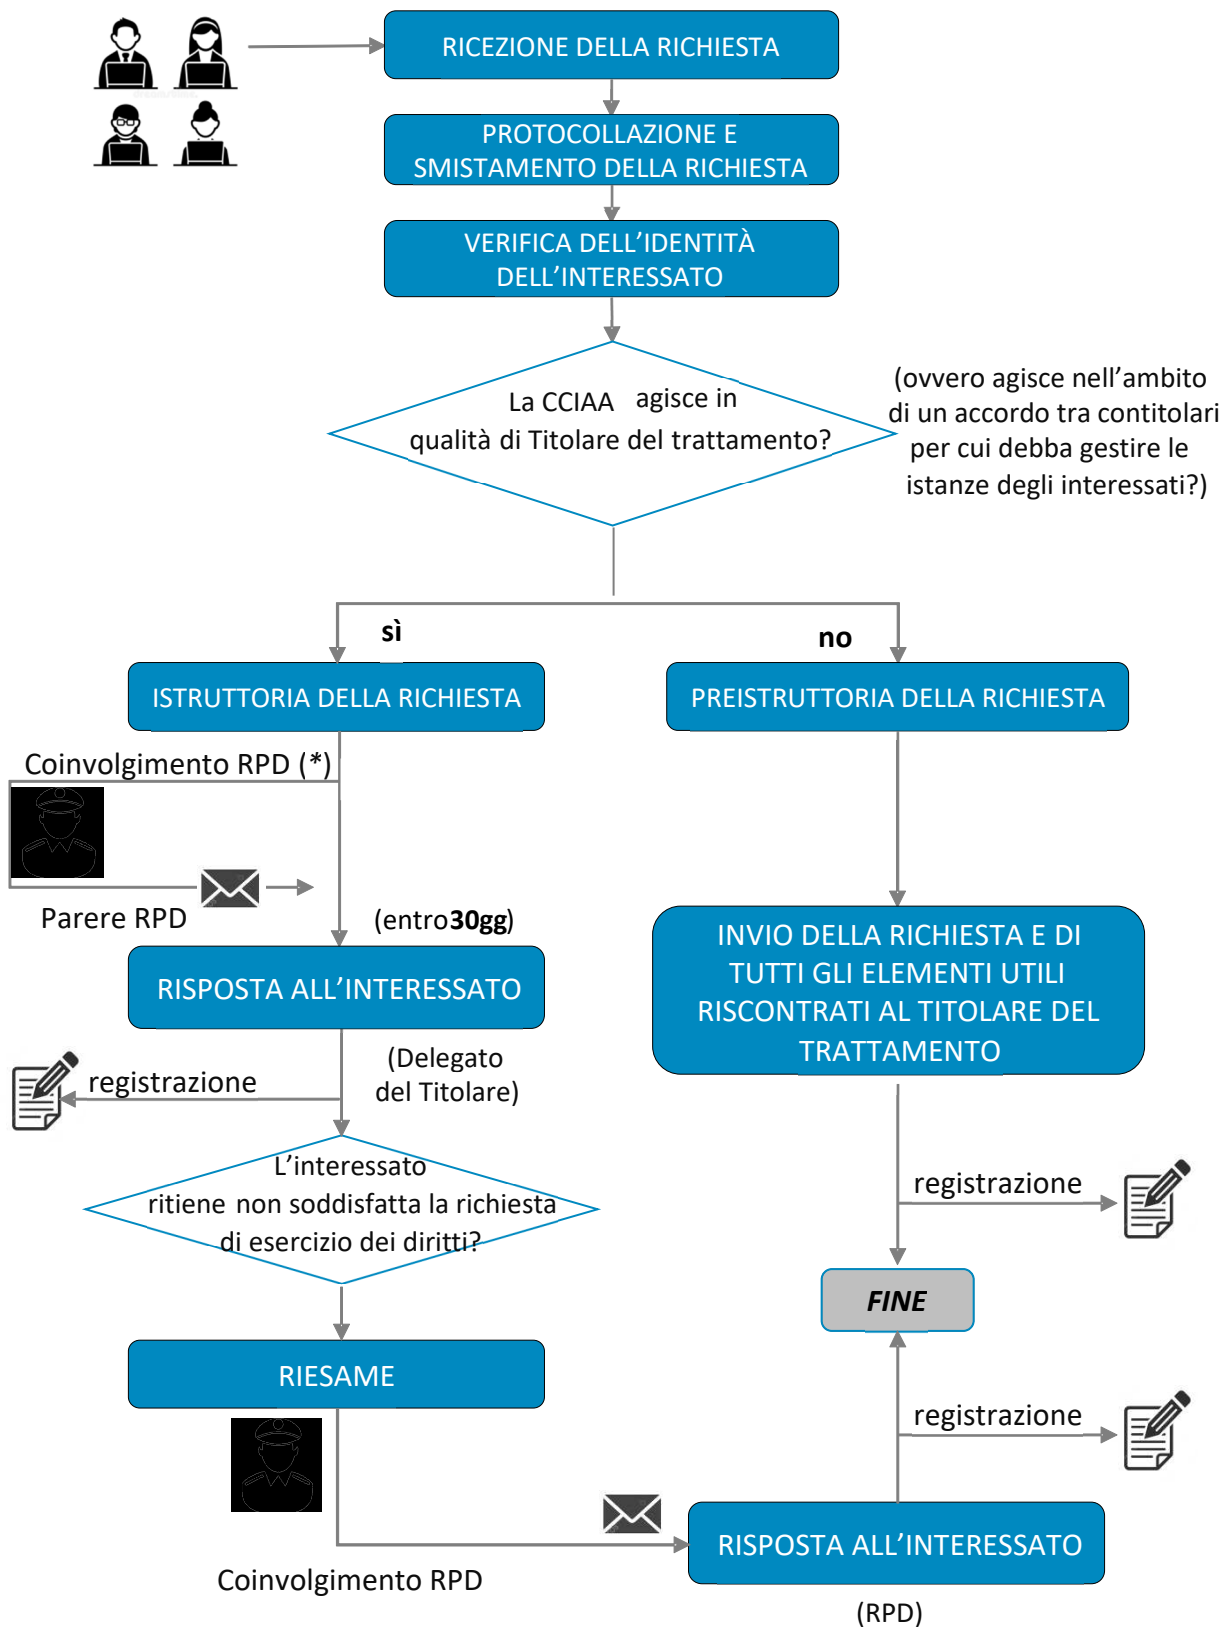 RICEZIONE DELLA RICHIESTA
PROTOCOLLAZIONE E
SMISTAMENTO DELLA RICHIESTA
VERIFICA DELL’IDENTITÀ
DELL’INTERESSATO
La CCIAA agisce in
qualità di Titolare del trattamento?
(ovvero agisce nell’ambito
di un accordo tra contitolari
per cui debba gestire le
istanze degli interessati?)
sì
no
ISTRUTTORIA DELLA RICHIESTA
PREISTRUTTORIA DELLA RICHIESTA
Coinvolgimento RPD (*)
Parere RPD
(entro 30gg)
RISPOSTA ALL’INTERESSATO
INVIO DELLA RICHIESTA E DI
TUTTI GLI ELEMENTI UTILI
RISCONTRATI AL TITOLARE DEL
TRATTAMENTO
(Delegato
del Titolare)
registrazione
L’interessato
ritiene non soddisfatta la richiesta
di esercizio dei diritti?
registrazione
FINE
RIESAME
registrazione
Coinvolgimento RPD
RISPOSTA ALL’INTERESSATO
(RPD)